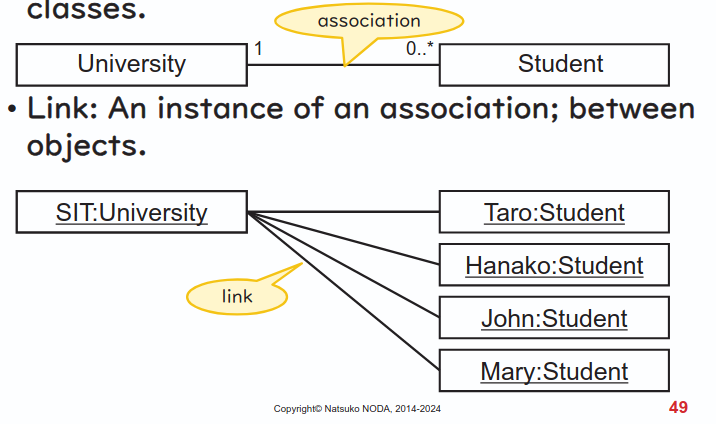 classes.
association
1
0..*
University
Student
• Link: An instance of an association; between
objects.
SIT:University
Taro:Student
Hanako:Student
link
John:Student
Mary:Student
Copyright© Natsuko NODA, 2014-2024
49